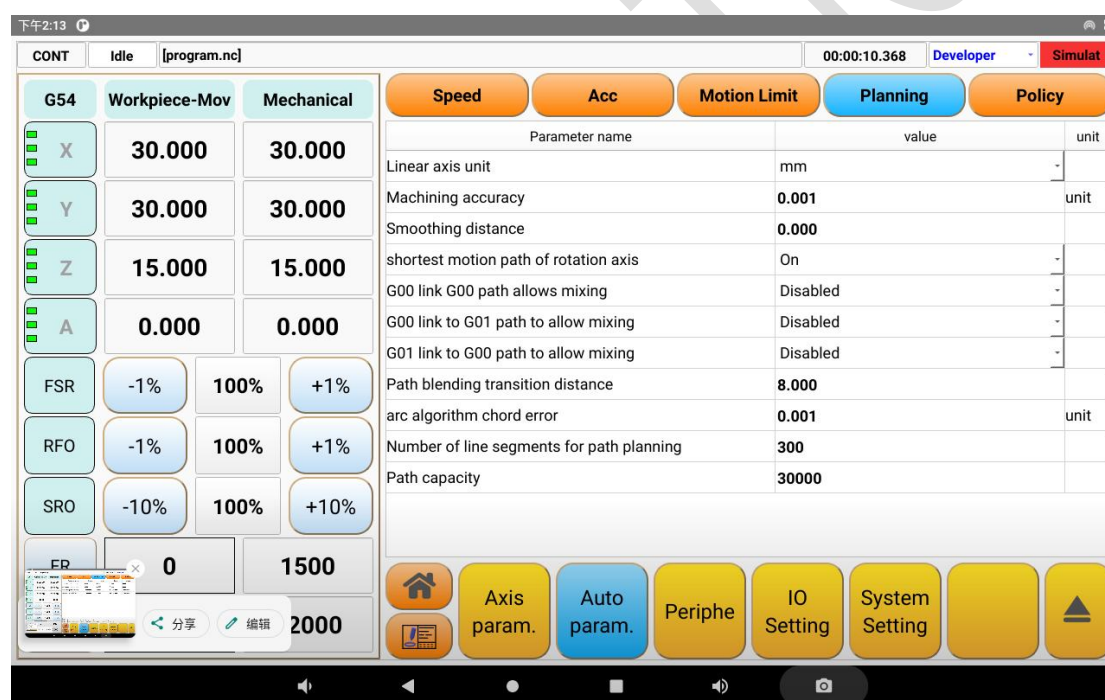 下午2:13
CONT Idle [program.nc] 00:00:10.368 Developer Simulat
G54 Workpiece-Mov Mechanical
X 30.000 30.000
Y 30.000 30.000
Z 15.000 15.000
A 0.000 0.000
FSR -1% 100% +1%
RFO -1% 100% +1%
SRO -10% 100% +10%
FR 0 1500
2000
分享 编辑
Speed Acc Motion Limit Planning Policy
Parameter name value unit
Linear axis unit mm
Machining accuracy 0.001 unit
Smoothing distance 0.000
shortest motion path of rotation axis On
G00 link G00 path allows mixing Disabled
G00 link to G01 path to allow mixing Disabled
G01 link to G00 path to allow mixing Disabled
Path blending transition distance 8.000
arc algorithm chord error 0.001 unit
Number of line segments for path planning 300
Path capacity 30000
Axis param.
Auto param.
Periphe
IO Setting
System Setting